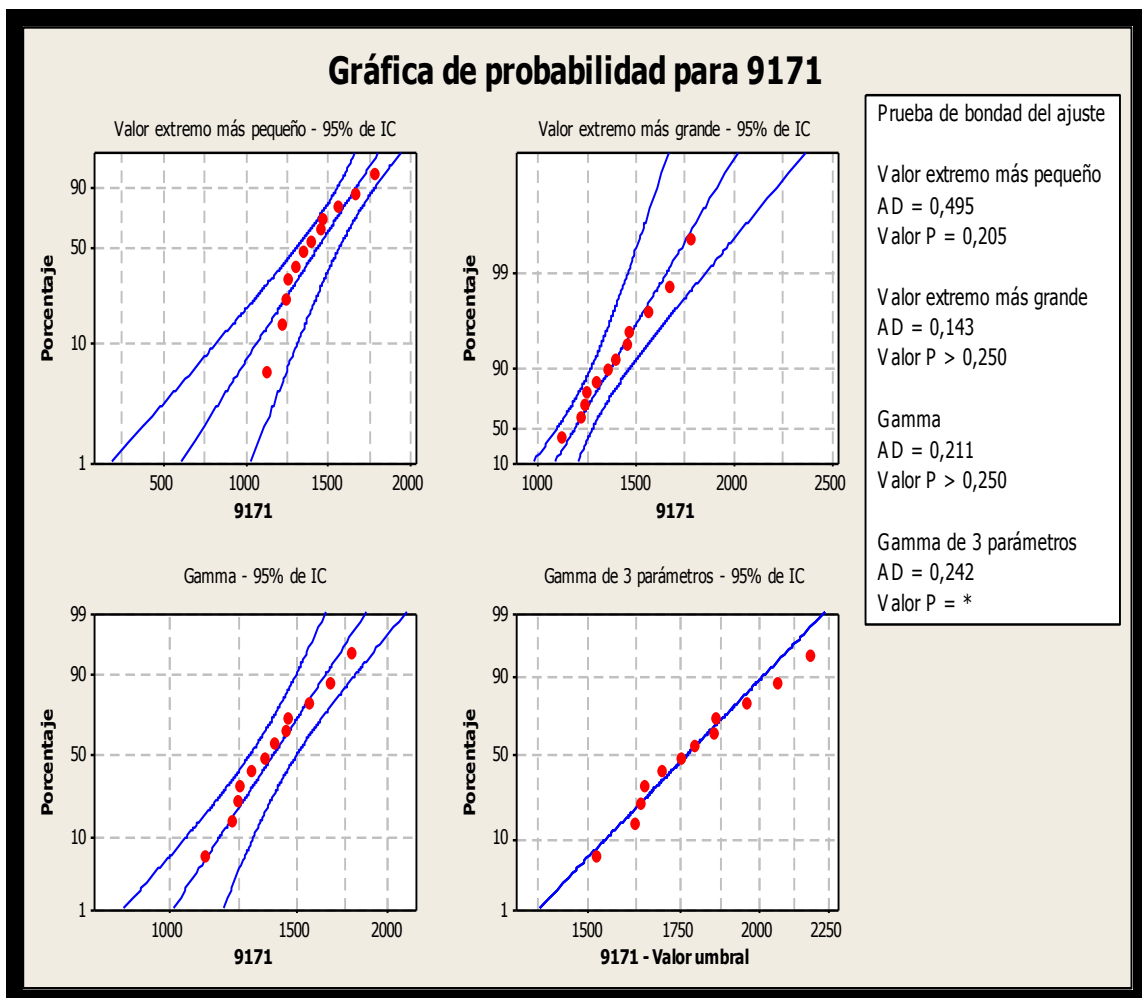 Gráfica de probabilidad para 9171
Valor extremo más pequeño - 95% de IC
Porcentaje
90
50
10
1
500
1000
1500
2000
9171
Valor extremo más grande - 95% de IC
Porcentaje
99
90
50
10
1000
1500
2000
2500
9171
Gamma - 95% de IC
Porcentaje
99
90
50
10
1
1000
1500
2000
9171
Gamma de 3 parámetros - 95% de IC
Porcentaje
99
90
50
10
1
1500
1750
2000
2250
9171 - Valor umbral
Prueba de bondad del ajuste
Valor extremo más pequeño
AD = 0,495
Valor P = 0,205
Valor extremo más grande
AD = 0,143
Valor P > 0,250
Gamma
AD = 0,211
Valor P > 0,250
Gamma de 3 parámetros
AD = 0,242
Valor P = *